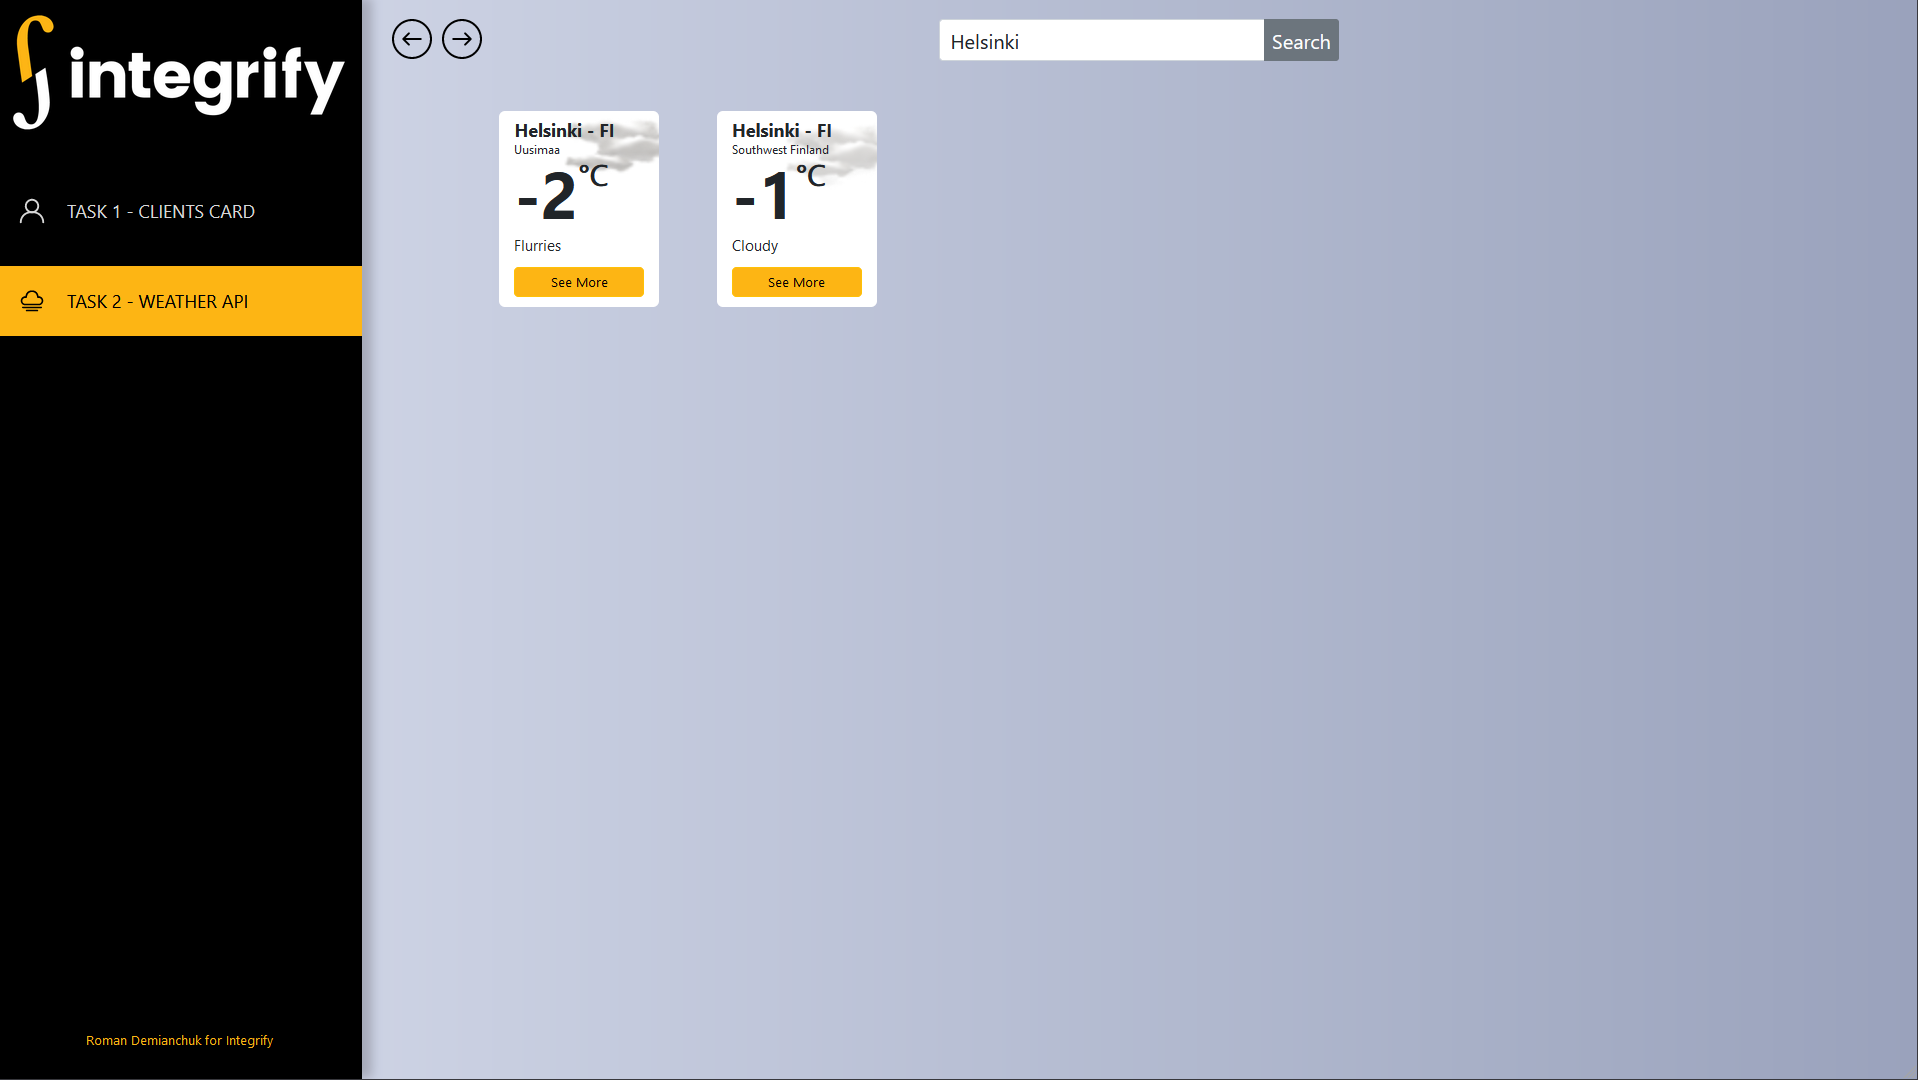 integrify
TASK 1 - CLIENTS CARD
TASK 2 - WEATHER API
Roman Demianchuk for Integrify
Helsinki
Search
Helsinki - FI
Uusimaa
-2°C
Flurries
See More
Helsinki - FI
Southwest Finland
-1°C
Cloudy
See More